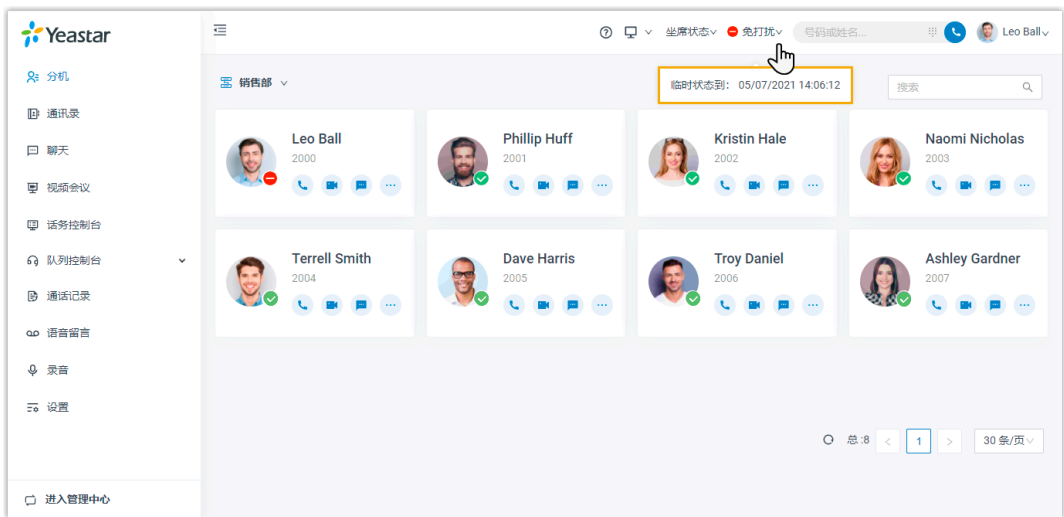 Yeastar
坐席状态
免打扰
号码或姓名...
Leo Ball
分机
通讯录
聊天
视频会议
话务控制台
队列控制台
通话记录
语音留言
录音
设置
进入管理中心
销售部
临时状态到: 05/07/2021 14:06:12
搜索
Leo Ball
2000
Phillip Huff
2001
Kristin Hale
2002
Naomi Nicholas
2003
Terrell Smith
2004
Dave Harris
2005
Troy Daniel
2006
Ashley Gardner
2007
总 :8
1
30 条/页